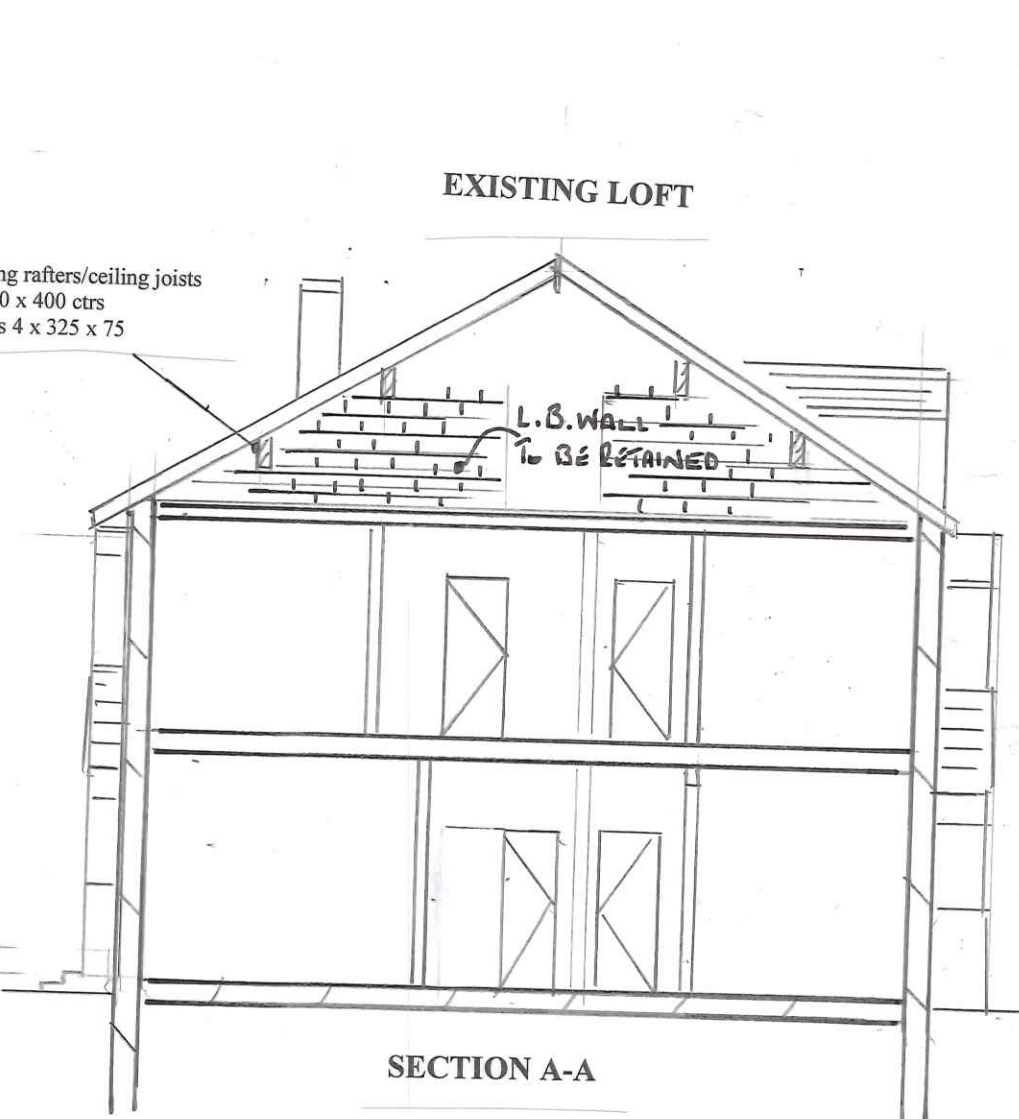 EXISTING LOFT
ng rafters/ceiling joists
0 x 400 ctrs
s 4 x 325 x 75
L.B. WALL
To BE RETAINED
SECTION A-A